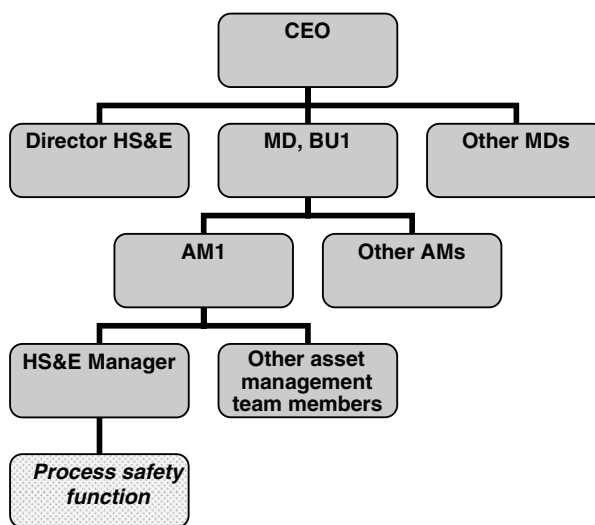 CEO
Director HS&E
MD, BU1
Other MDs
AM1
Other AMs
HS&E Manager
Other asset
management
team members
Process safety
function